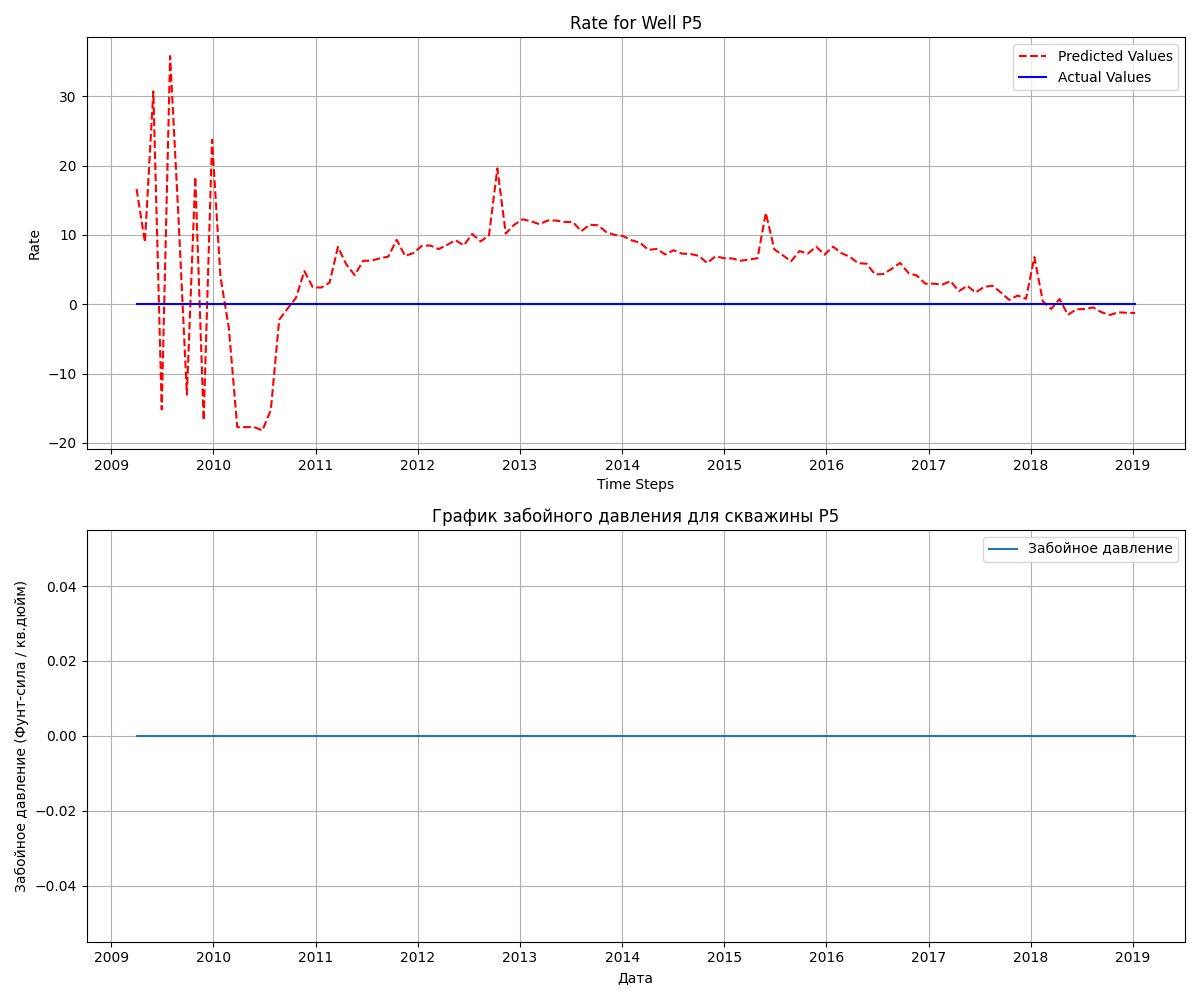 Rate for Well P5
Predicted Values
Actual Values
Rate
30
20
10
0
−10
−20
2009 2010 2011 2012 2013 2014 2015 2016 2017 2018 2019
Time Steps
График забойного давления для скважины P5
Забойное давление
Забойное давление (Фунт-сила / кв.дюйм)
0.04
0.02
0.00
−0.02
−0.04
2009 2010 2011 2012 2013 2014 2015 2016 2017 2018 2019
Дата